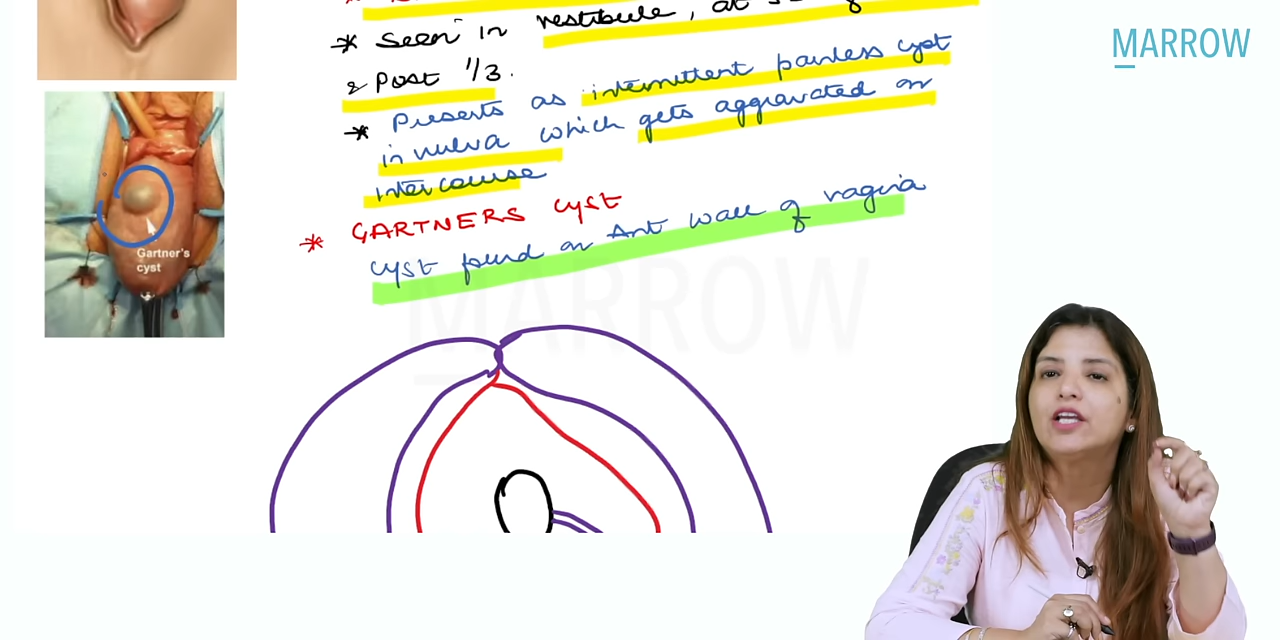 MARROW
* Seen in vestibule, at
& Post 1/3.
* Presents as intermittent painless cyst
in vulva which gets aggravated on
intercourse
* GARTNERS cyst
cyst found on Ant wall of vagina
Gartner's
cyst
MARROW